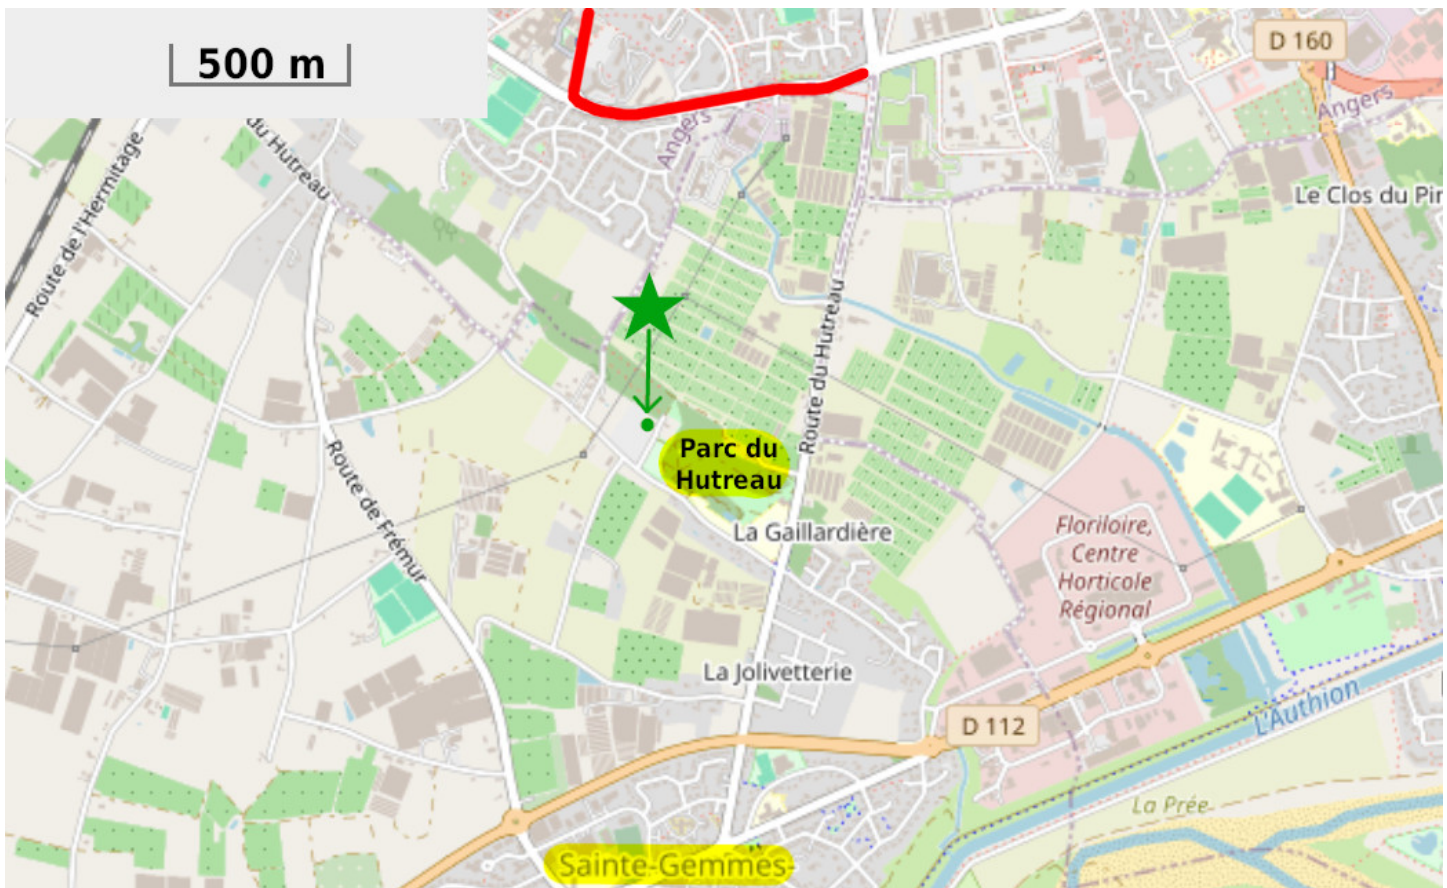 500 m
D 160
Angers
Angers
du Hutreau
Route de l'Hermitage
Le Clos du Pin
Route du Hutreau
Parc du
Hutreau
Route de Frémur
La Gaillardière
Floriloire,
Centre
Horticole
Régional
La Jolivetterie
D 112
L'Authion
La Prée
Sainte-Gemmes-